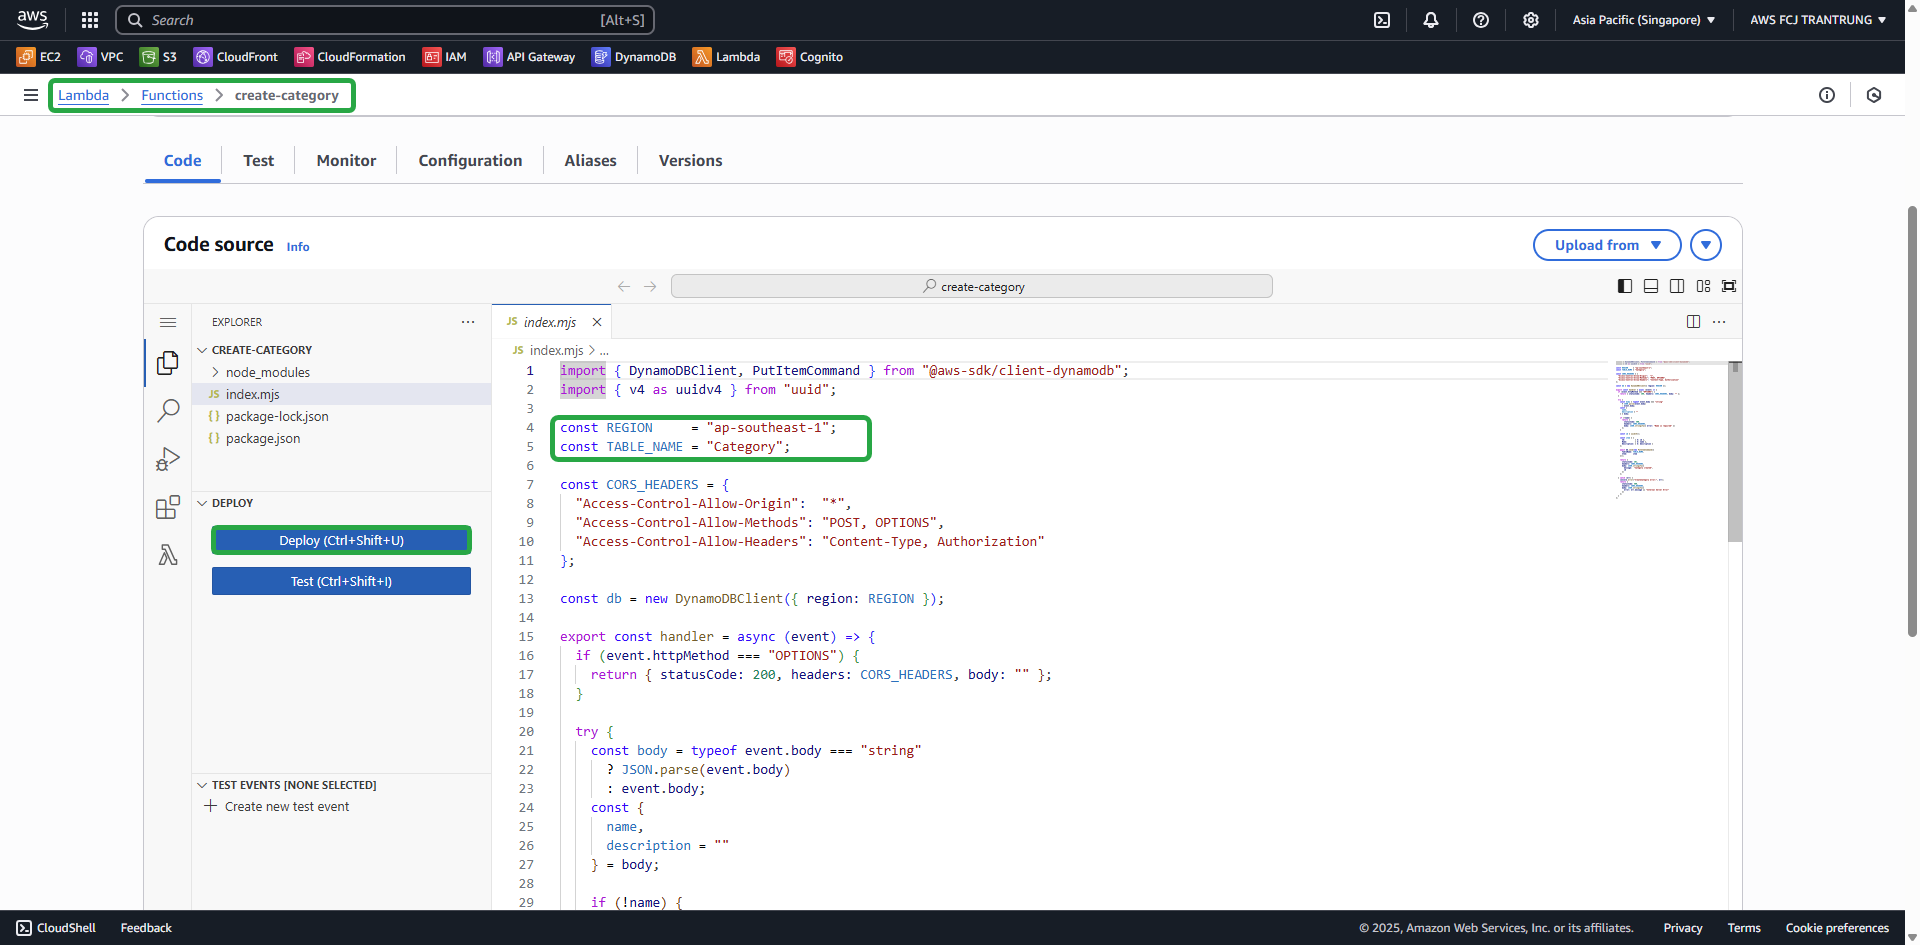 aws
Search [Alt+S]
Asia Pacific (Singapore) AWS FCJ TRANTRUNG
EC2 VPC S3 CloudFront CloudFormation IAM API Gateway DynamoDB Lambda Cognito
Lambda > Functions > create-category
Code Test Monitor Configuration Aliases Versions
Code source Info
Upload from
create-category
EXPLORER
JS index.mjs
CREATE-CATEGORY
JS index.mjs > ...
node_modules
JS index.mjs
{} package-lock.json
{} package.json
DEPLOY
Deploy (Ctrl+Shift+U)
Test (Ctrl+Shift+I)
TEST EVENTS [NONE SELECTED]
Create new test event
1 import { DynamoDBClient, PutItemCommand } from "@aws-sdk/client-dynamodb";
2 import { v4 as uuidv4 } from "uuid";
3
4 const REGION     = "ap-southeast-1";
5 const TABLE_NAME = "Category";
6
7 const CORS_HEADERS = {
8   "Access-Control-Allow-Origin":  "*",
9   "Access-Control-Allow-Methods": "POST, OPTIONS",
10   "Access-Control-Allow-Headers": "Content-Type, Authorization"
11 };
12
13 const db = new DynamoDBClient({ region: REGION });
14
15 export const handler = async (event) => {
16   if (event.httpMethod === "OPTIONS") {
17     return { statusCode: 200, headers: CORS_HEADERS, body: "" };
18   }
19
20   try {
21     const body = typeof event.body === "string"
22       ? JSON.parse(event.body)
23       : event.body;
24     const {
25       name,
26       description = ""
27     } = body;
28
29     if (!name) {
CloudShell Feedback
© 2025, Amazon Web Services, Inc. or its affiliates. Privacy Terms Cookie preferences